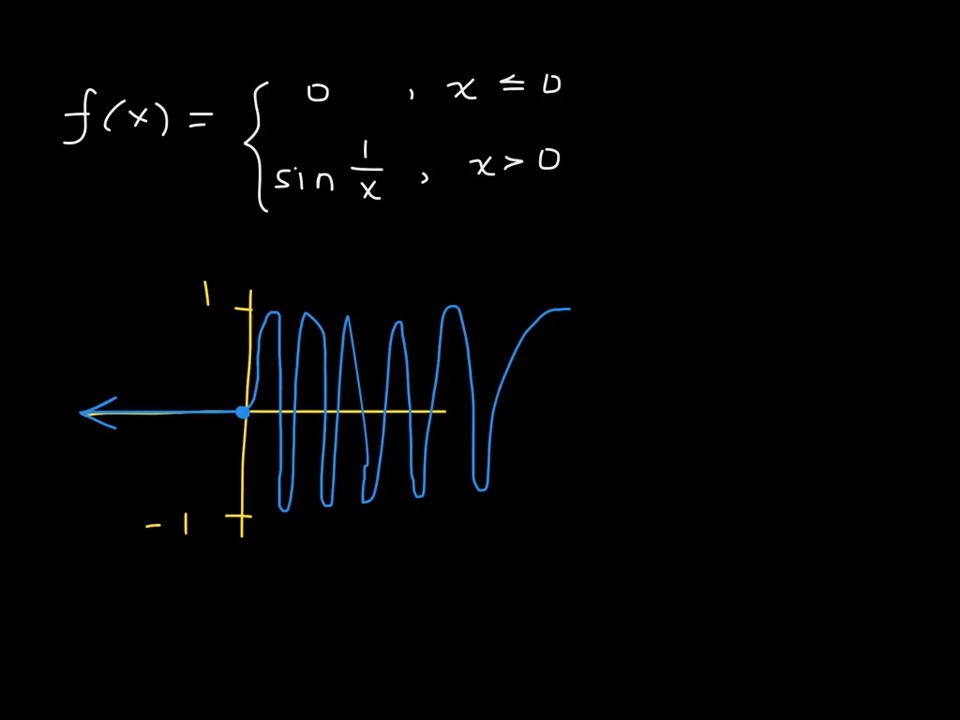 f(x) = { 0 , x ≤ 0
sin 1/x , x > 0
1
- 1